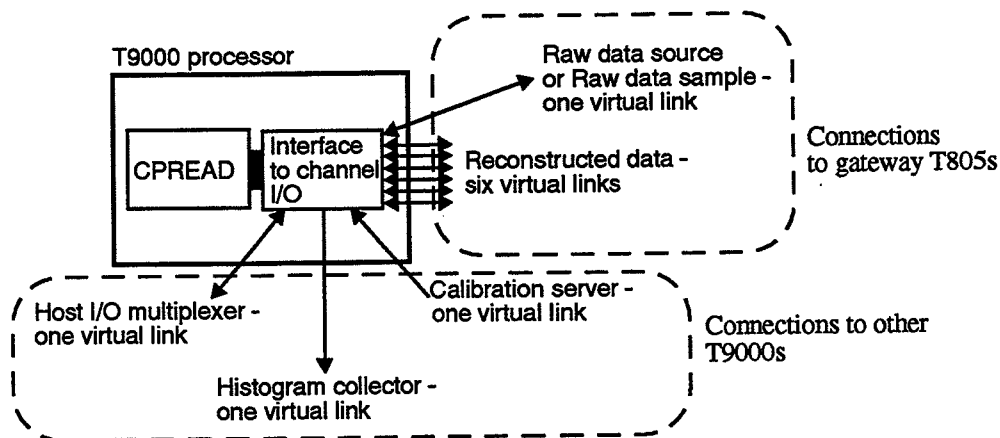 T9000 processor
CPREAD
Interface
to channel
I/O
Raw data source
or Raw data sample -
one virtual link
Reconstructed data -
six virtual links
Connections
to gateway T805s
Host I/O multiplexer -
one virtual link
Calibration server -
one virtual link
Histogram collector -
one virtual link
Connections to other
T9000s